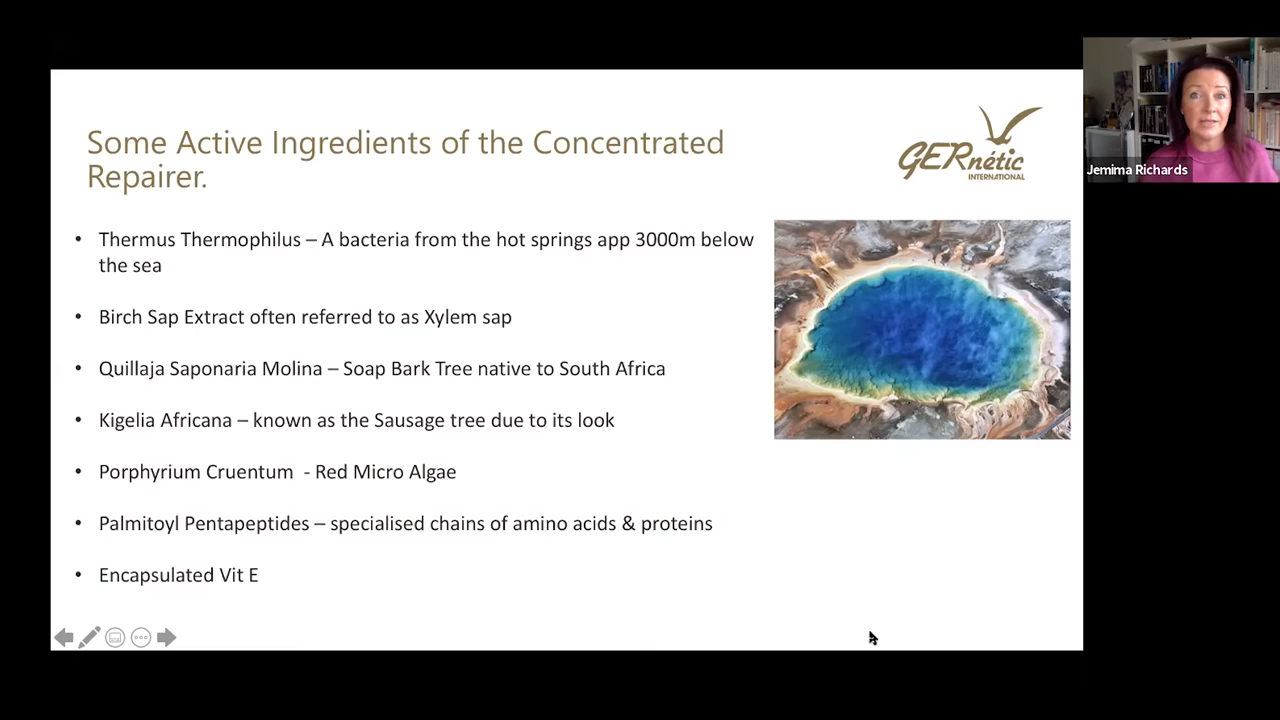 Some Active Ingredients of the Concentrated
Repairer.
GERnétic
INTERNATIONAL
Jemima Richards
• Thermus Thermophilus – A bacteria from the hot springs app 3000m below
the sea
• Birch Sap Extract often referred to as Xylem sap
• Quillaja Saponaria Molina – Soap Bark Tree native to South Africa
• Kigelia Africana – known as the Sausage tree due to its look
• Porphyrium Cruentum  - Red Micro Algae
• Palmitoyl Pentapeptides – specialised chains of amino acids & proteins
• Encapsulated Vit E